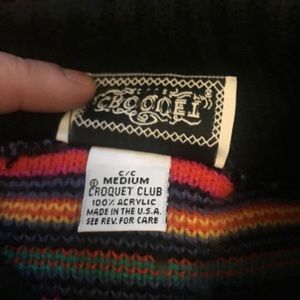 CROQUET
C/C
MEDIUM
© CROQUET CLUB
100% ACRYLIC
MADE IN THE U.S.A.
SEE REV. FOR CARE